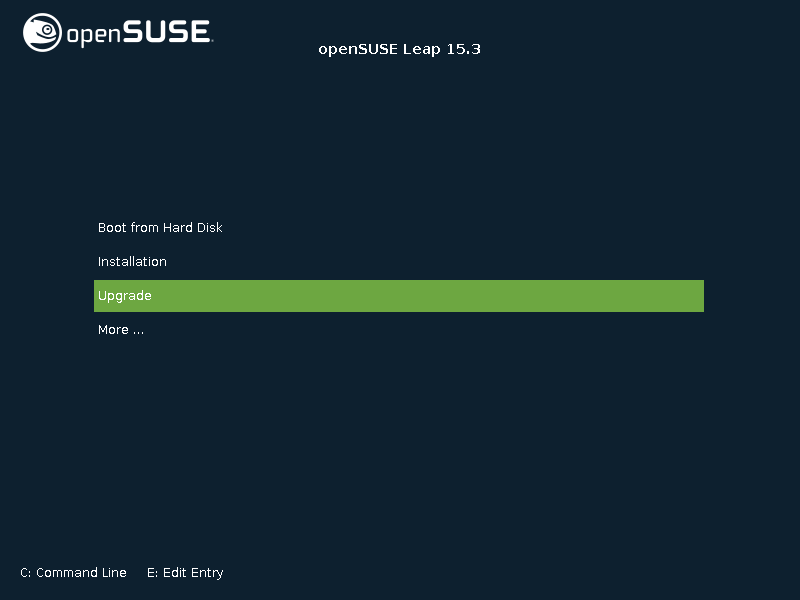 openSUSE.
openSUSE Leap 15.3
Boot from Hard Disk
Installation
Upgrade
More ...
C: Command Line E: Edit Entry